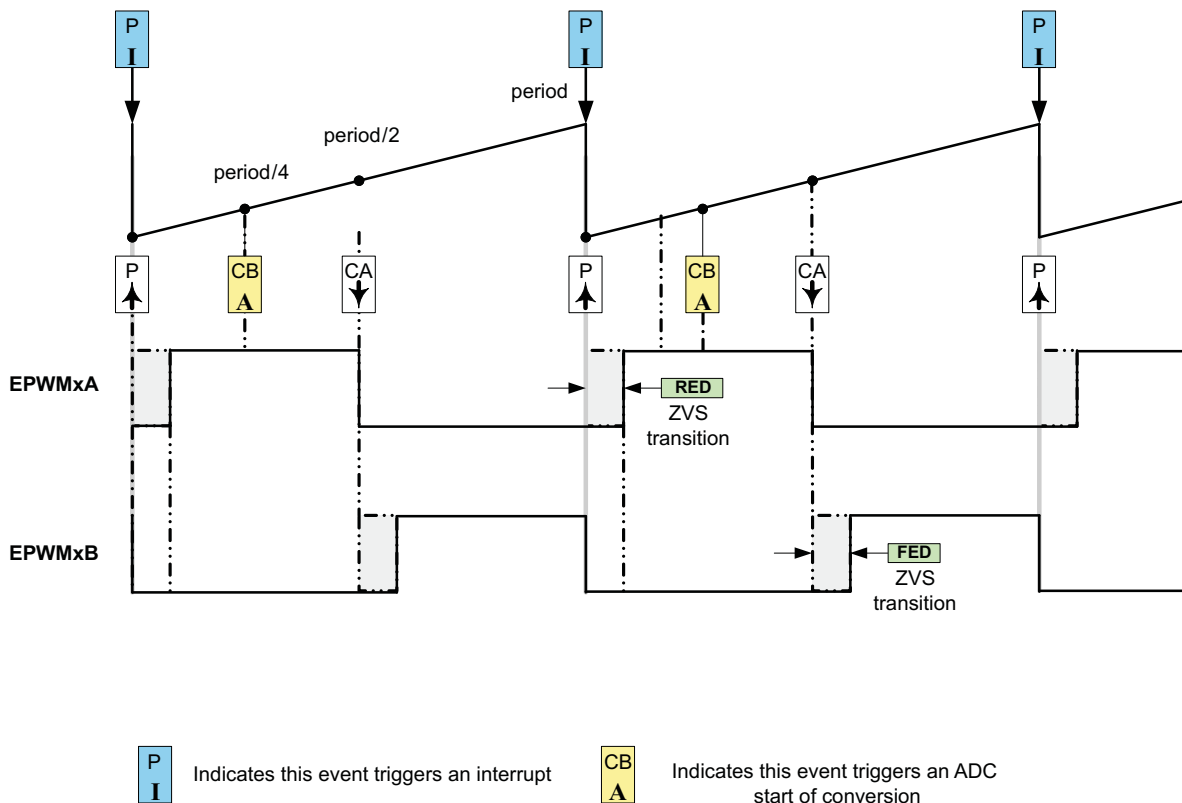 P
I
P
I
P
I
period
period/2
period/4
P
CB
A
CA
P
CB
A
CA
P
EPWMxA
RED
ZVS
transition
EPWMxB
FED
ZVS
transition
P
I
Indicates this event triggers an interrupt
CB
A
Indicates this event triggers an ADC
start of conversion